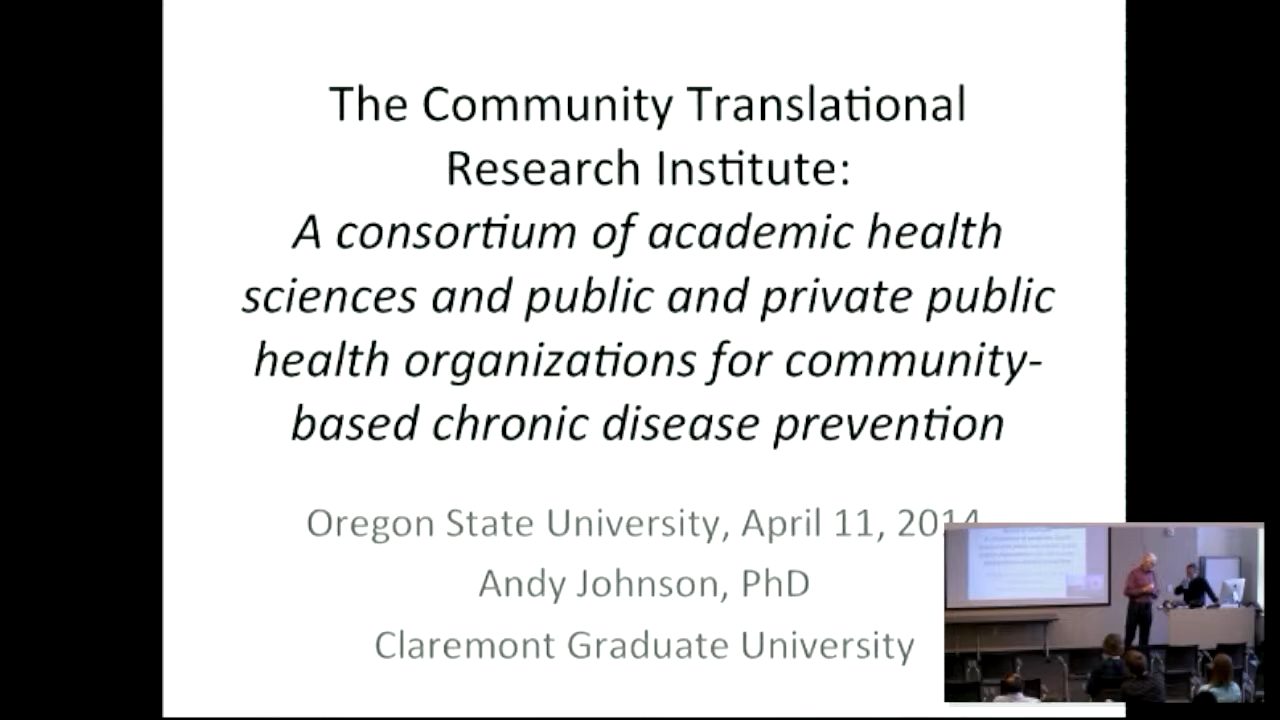 The Community Translational
Research Institute:
A consortium of academic health
sciences and public and private public
health organizations for community-
based chronic disease prevention
Oregon State University, April 11, 2014
Andy Johnson, PhD
Claremont Graduate University